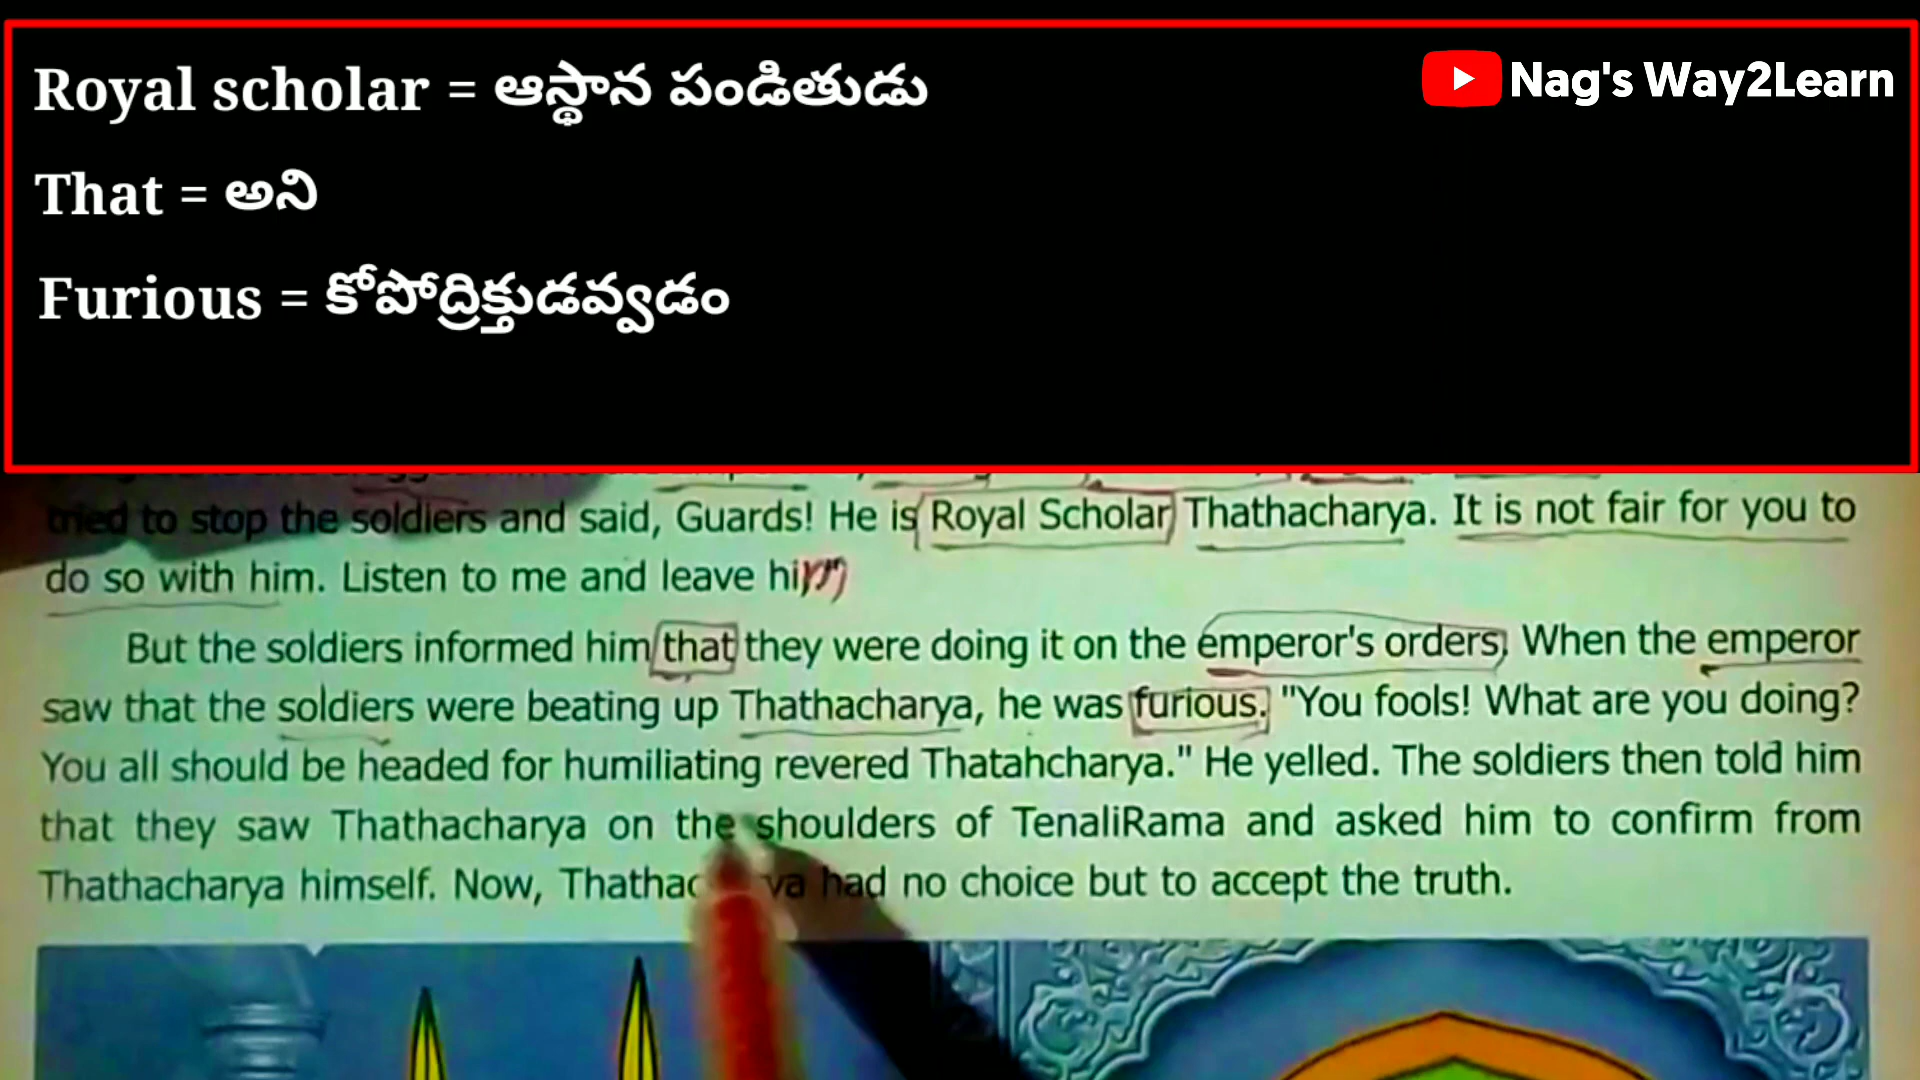 Royal scholar = ఆస్థాన పండితుడు
Nag's Way2Learn
That = అని
Furious = కోపోద్రిక్తుడవ్వడం
tried to stop the soldiers and said, Guards! He is Royal Scholar Thathacharya. It is not fair for you to
do so with him. Listen to me and leave him
But the soldiers informed him that they were doing it on the emperor's orders. When the emperor
saw that the soldiers were beating up Thathacharya, he was furious. "You fools! What are you doing?
You all should be headed for humiliating revered Thatahcharya." He yelled. The soldiers then told him
that they saw Thathacharya on the shoulders of TenaliRama and asked him to confirm from
Thathacharya himself. Now, had no choice but to accept the truth.